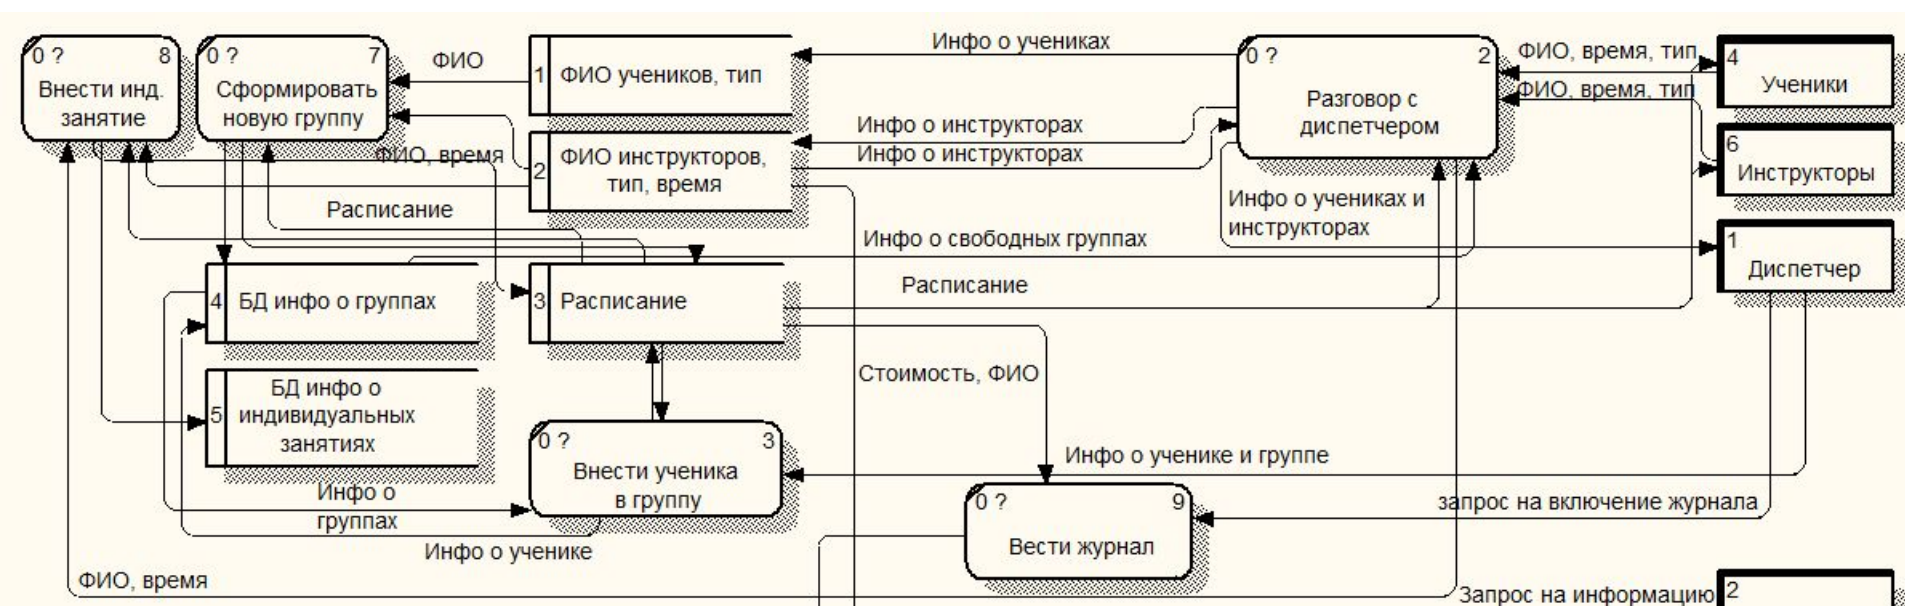 0 ? 8
Внести инд.
занятие
0 ? 7
Сформировать
новую группу
ФИО
1 ФИО учеников, тип
Инфо о учениках
0 ? 2
Разговор с
диспетчером
ФИО, время, тип
ФИО, время, тип
4
Ученики
6
Инструкторы
1
Диспетчер
ФИО, время
2 ФИО инструкторов,
тип, время
Инфо о инструкторах
Инфо о инструкторах
Инфо о учениках и
инструкторах
Расписание
Инфо о свободных группах
4 БД инфо о группах
3 Расписание
Расписание
5
БД инфо о
индивидуальных
занятиях
Стоимость, ФИО
0 ? 3
Внести ученика
в группу
Инфо о ученике и группе
Инфо о
группах
Инфо о ученике
0 ? 9
Вести журнал
запрос на включение журнала
ФИО, время
Запрос на информацию
2